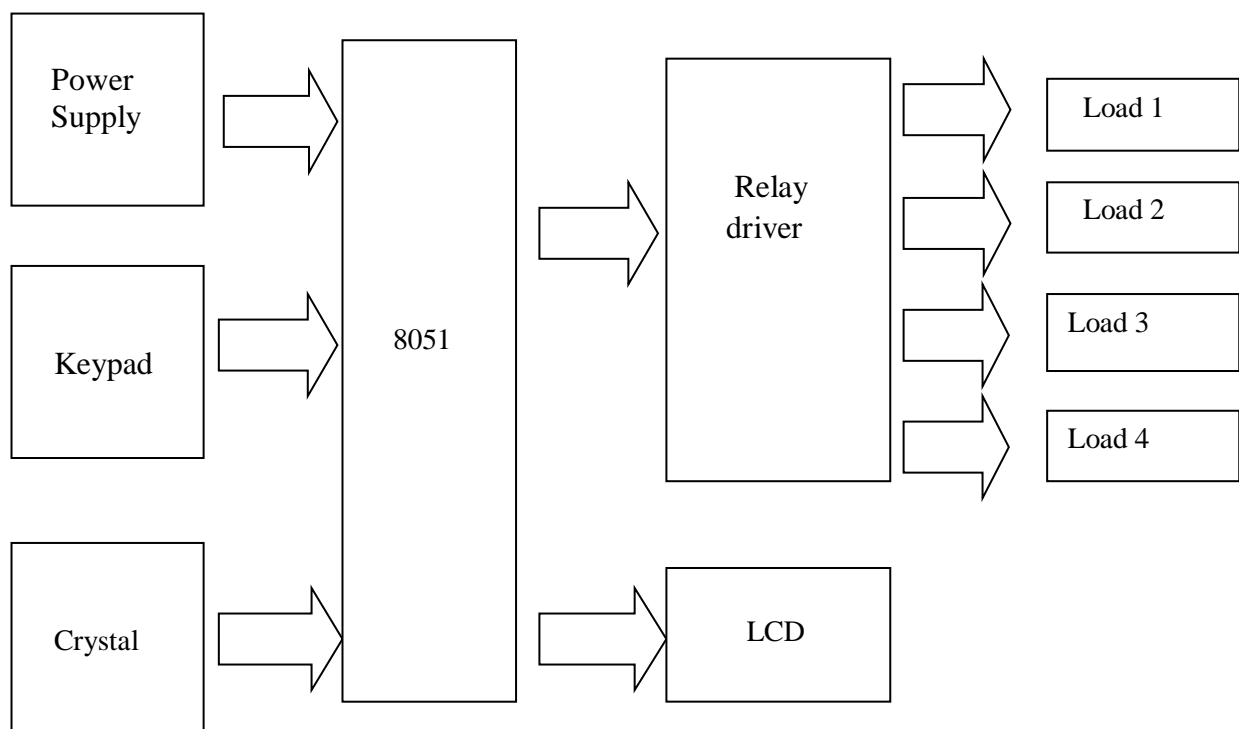 Power
Supply
Keypad
Crystal
8051
Relay
driver
LCD
Load 1
Load 2
Load 3
Load 4